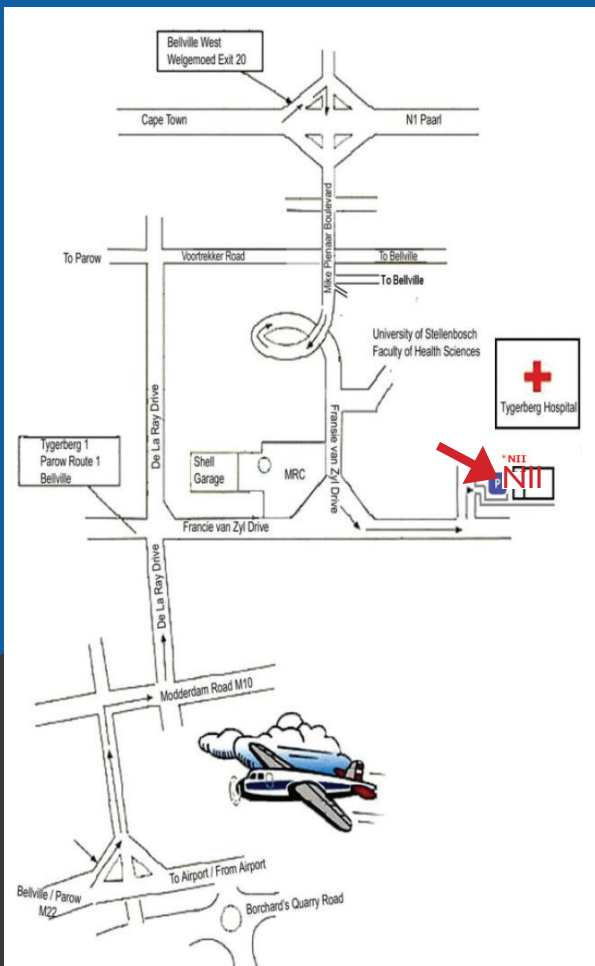 Bellville West
Welgemoed Exit 20
Cape Town
N1 Paarl
Mike Pienaar Boulevard
To Parow
Voortrekker Road
To Bellville
To Bellville
University of Stellenbosch
Faculty of Health Sciences
Tygerberg Hospital
De La Ray Drive
Fransie van Zyl Drive
Tygerberg 1
Parow Route 1
Bellville
Shell
Garage
MRC
*NII
P
NII
Francie van Zyl Drive
De La Ray Drive
Modderdam Road M10
To Airport / From Airport
Bellville / Parow
M22
Borchard's Quarry Road